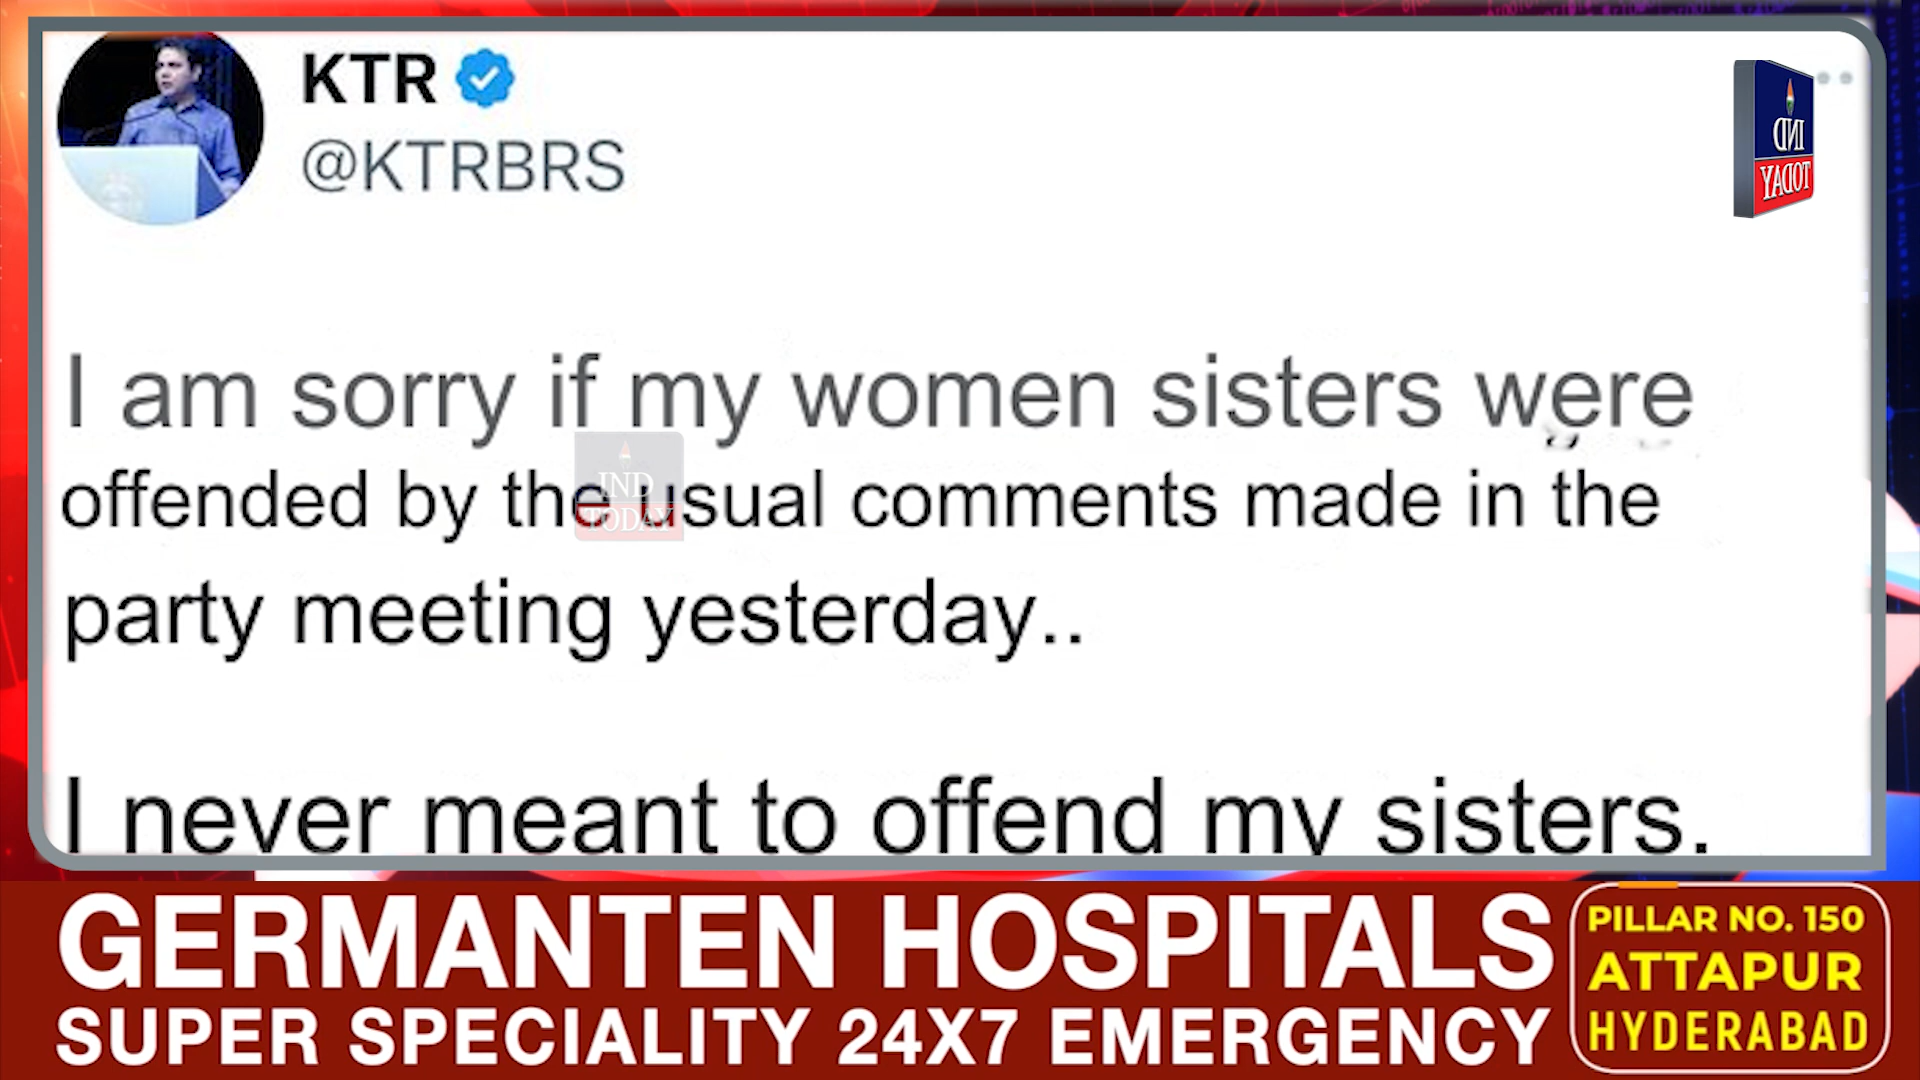 KTR
@KTRBRS
IND
TODAY
I am sorry if my women sisters were
offended by the usual comments made in the
IND
TODAY
party meeting yesterday..
I never meant to offend my sisters.
GERMANTEN HOSPITALS
SUPER SPECIALITY 24X7 EMERGENCY
PILLAR NO. 150
ATTAPUR
HYDERABAD